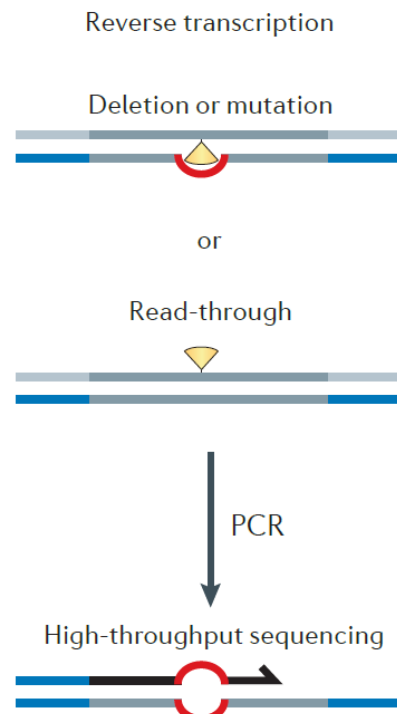 Reverse transcription
Deletion or mutation
or
Read-through
PCR
High-throughput sequencing